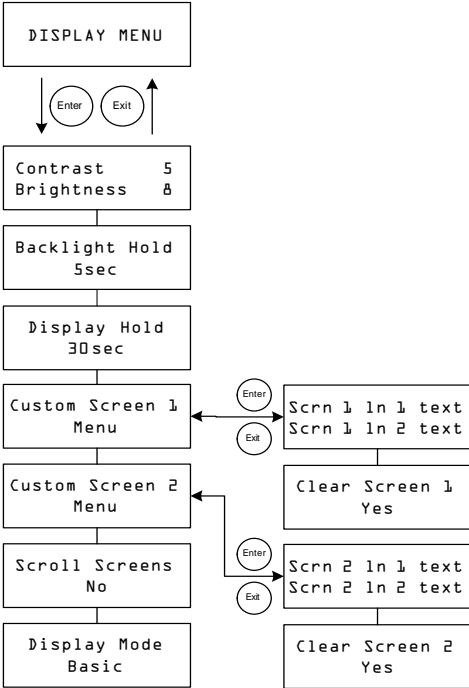 DISPLAY MENU
Enter
Exit
Contrast 5
Brightness 8
Backlight Hold
5sec
Display Hold
30sec
Custom Screen 1
Menu
Enter
Exit
Scrn 1 ln 1 text
Scrn 1 ln 2 text
Clear Screen 1
Yes
Custom Screen 2
Menu
Enter
Exit
Scrn 2 ln 1 text
Scrn 2 ln 2 text
Clear Screen 2
Yes
Scroll Screens
No
Display Mode
Basic